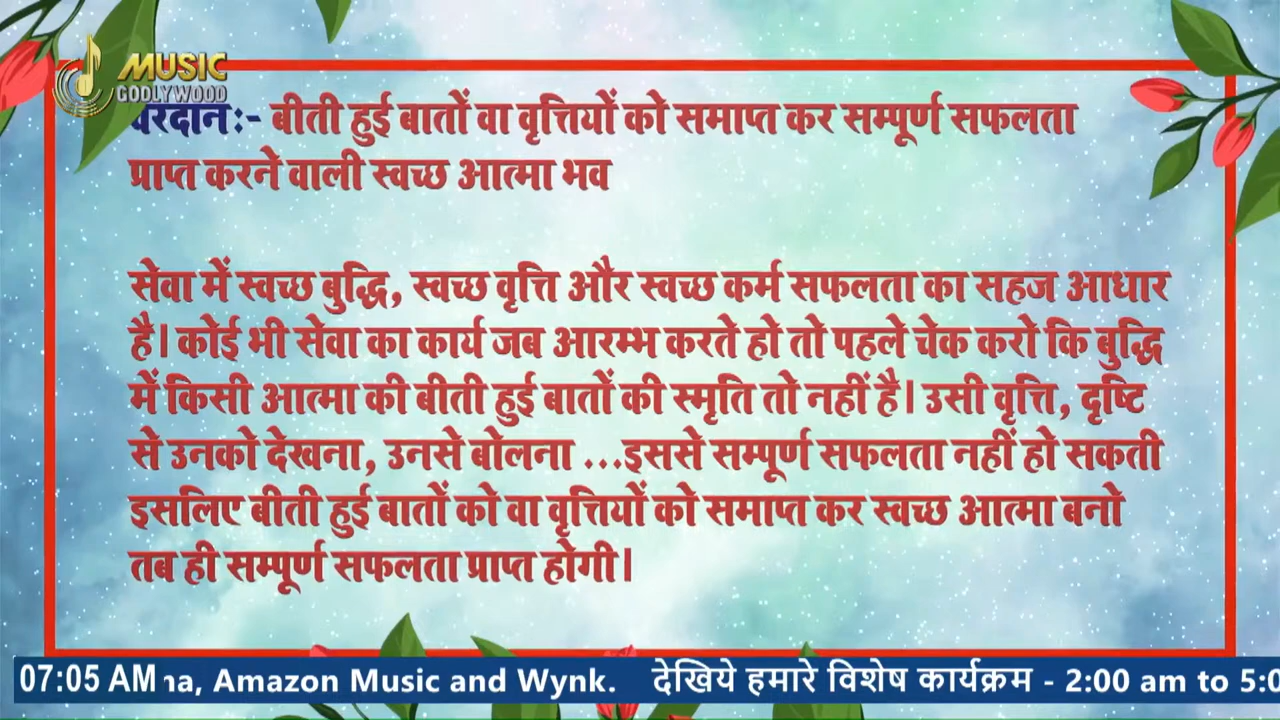 MUSIC
GODLYWOOD
वरदान:- बीती हुई बातों वा वृत्तियों को समाप्त कर सम्पूर्ण सफलता
प्राप्त करने वाली स्वच्छ आत्मा भव
सेवा में स्वच्छ बुद्धि, स्वच्छ वृत्ति और स्वच्छ कर्म सफलता का सहज आधार
है। कोई भी सेवा का कार्य जब आरम्भ करते हो तो पहले चेक करो कि बुद्धि
में किसी आत्मा की बीती हुई बातों की स्मृति तो नहीं है। उसी वृत्ति, दृष्टि
से उनको देखना, उनसे बोलना ...इससे सम्पूर्ण सफलता नहीं हो सकती
इसलिए बीती हुई बातों को वा वृत्तियों को समाप्त कर स्वच्छ आत्मा बनो
तब ही सम्पूर्ण सफलता प्राप्त होगी।
07:05 AM , Amazon Music and Wynk. देखिये हमारे विशेष कार्यक्रम - 2:00 am to